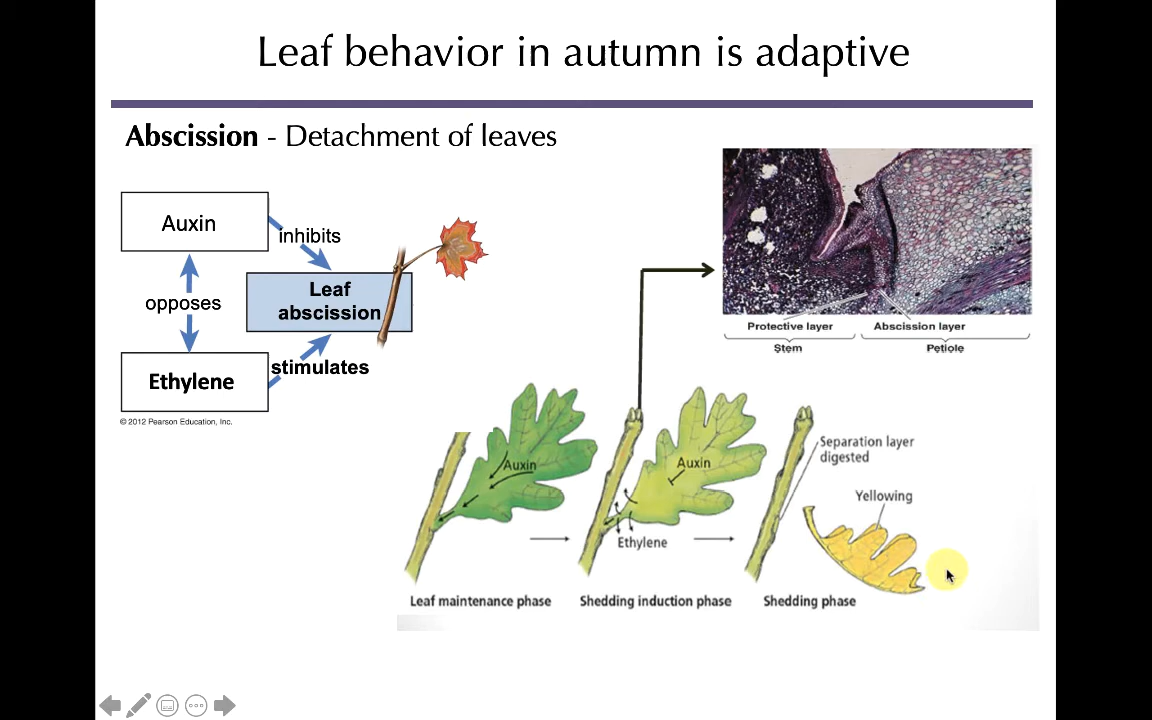 Leaf behavior in autumn is adaptive
Abscission - Detachment of leaves
Auxin
inhibits
opposes
Leaf
abscission
Ethylene
stimulates
© 2012 Pearson Education, Inc.
Protective layer
Abscission layer
Stem
Petiole
Auxin
Auxin
Ethylene
Separation layer
digested
Yellowing
Leaf maintenance phase
Shedding induction phase
Shedding phase